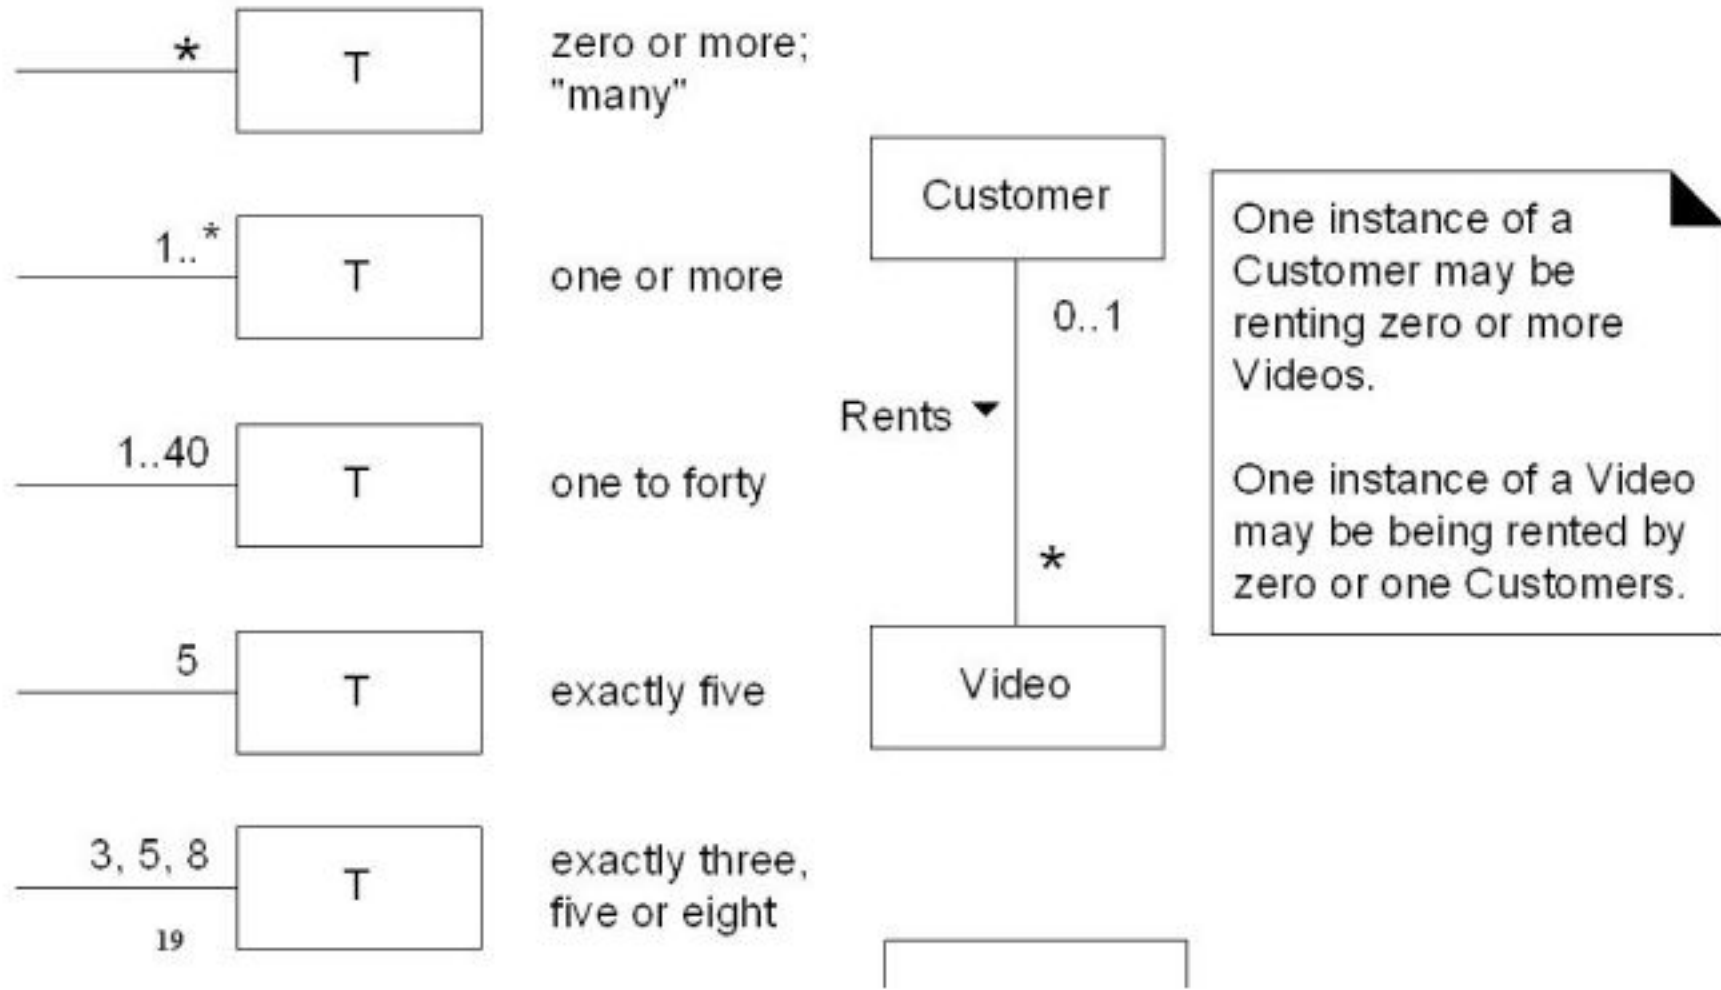 *
T
zero or more;
"many"
1..*
T
one or more
1..40
T
one to forty
5
T
exactly five
3, 5, 8
T
exactly three,
five or eight
19
Customer
0..1
Rents
*
Video
One instance of a
Customer may be
renting zero or more
Videos.
One instance of a Video
may be being rented by
zero or one Customers.